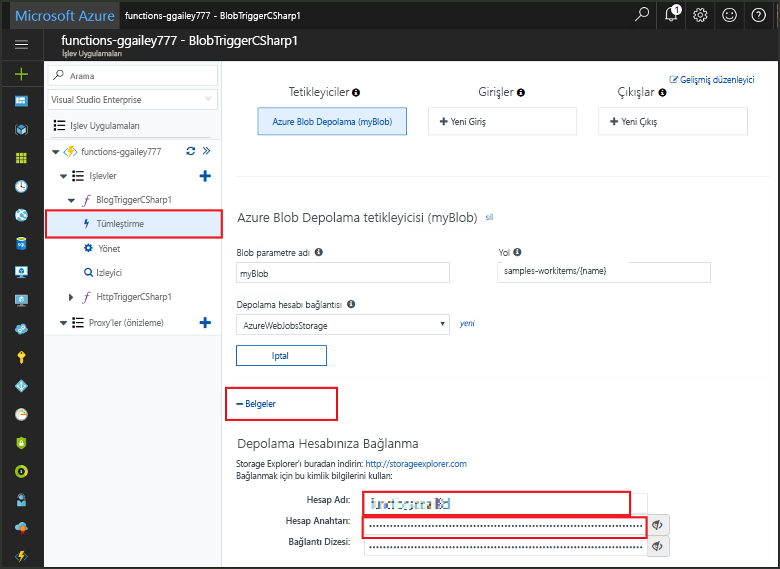 Microsoft Azure functions-ggailey777 - BlobTriggerCSharp1
1
functions-ggailey777 - BlobTriggerCSharp1
İşlev Uygulamaları
Arama
Visual Studio Enterprise
İşlev Uygulamaları
functions-ggailey777
İşlevler
BlogTriggerCSharp1
Tümleştirme
Yönet
Izleyici
HttpTriggerCSharp1
Proxy'ler (önizleme)
Gelişmiş düzenleyici
Tetikleyiciler
Girişler
Çıkışlar
Azure Blob Depolama (myBlob)
Yeni Giriş
Yeni Çıkış
Azure Blob Depolama tetikleyicisi (myBlob) sil
Blob parametre adı
Yol
myBlob
samples-workitems/{name}
Depolama hesabı bağlantısı
AzureWebJobsStorage
yeni
Iptal
Belgeler
Depolama Hesabınıza Bağlanma
Storage Explorer'ı buradan indirin: http://storageexplorer.com
Bağlanmak için bu kimlik bilgilerini kullan:
Hesap Adı:
Hesap Anahtarı:
Bağlantı Dizesi: